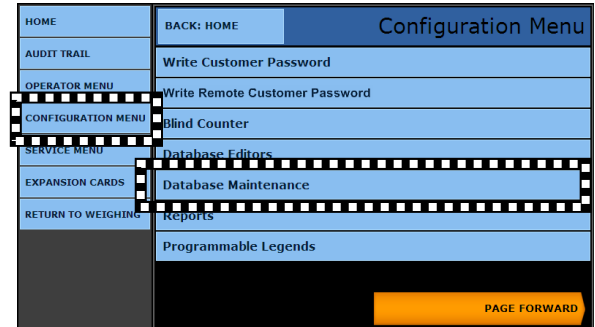 HOME
AUDIT TRAIL
OPERATOR MENU
CONFIGURATION MENU
SERVICE MENU
EXPANSION CARDS
RETURN TO WEIGHING
BACK: HOME
Configuration Menu
Write Customer Password
Write Remote Customer Password
Blind Counter
Database Editors
Database Maintenance
Reports
Programmable Legends
PAGE FORWARD